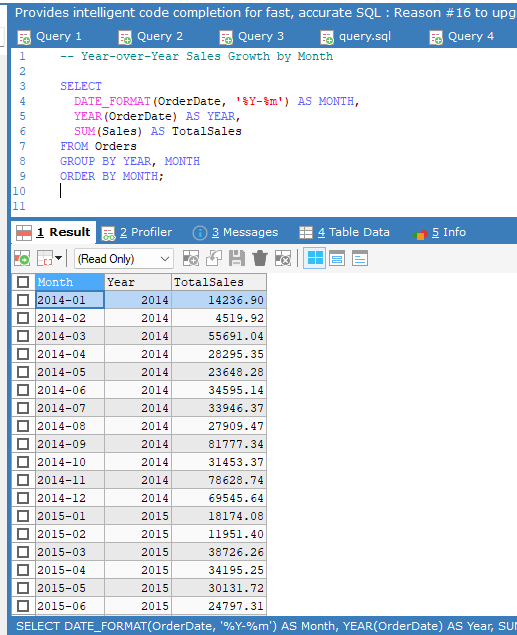 Provides intelligent code completion for fast, accurate SQL : Reason #16 to upg
Query 1 Query 2 Query 3 query.sql Query 4
1 -- Year-over-Year Sales Growth by Month
2
3 SELECT
4 DATE_FORMAT(OrderDate, '%Y-%m') AS MONTH,
5 YEAR(OrderDate) AS YEAR,
6 SUM(Sales) AS TotalSales
7 FROM Orders
8 GROUP BY YEAR, MONTH
9 ORDER BY MONTH;
10
11
1 Result 2 Profiler 3 Messages 4 Table Data 5 Info
(Read Only)
Month Year TotalSales
2014-01 2014 14236.90
2014-02 2014 4519.92
2014-03 2014 55691.04
2014-04 2014 28295.35
2014-05 2014 23648.28
2014-06 2014 34595.14
2014-07 2014 33946.37
2014-08 2014 27909.47
2014-09 2014 81777.34
2014-10 2014 31453.37
2014-11 2014 78628.74
2014-12 2014 69545.64
2015-01 2015 18174.08
2015-02 2015 11951.40
2015-03 2015 38726.26
2015-04 2015 34195.25
2015-05 2015 30131.72
2015-06 2015 24797.31
SELECT DATE_FORMAT(OrderDate, '%Y-%m') AS Month, YEAR(OrderDate) AS Year, SUM